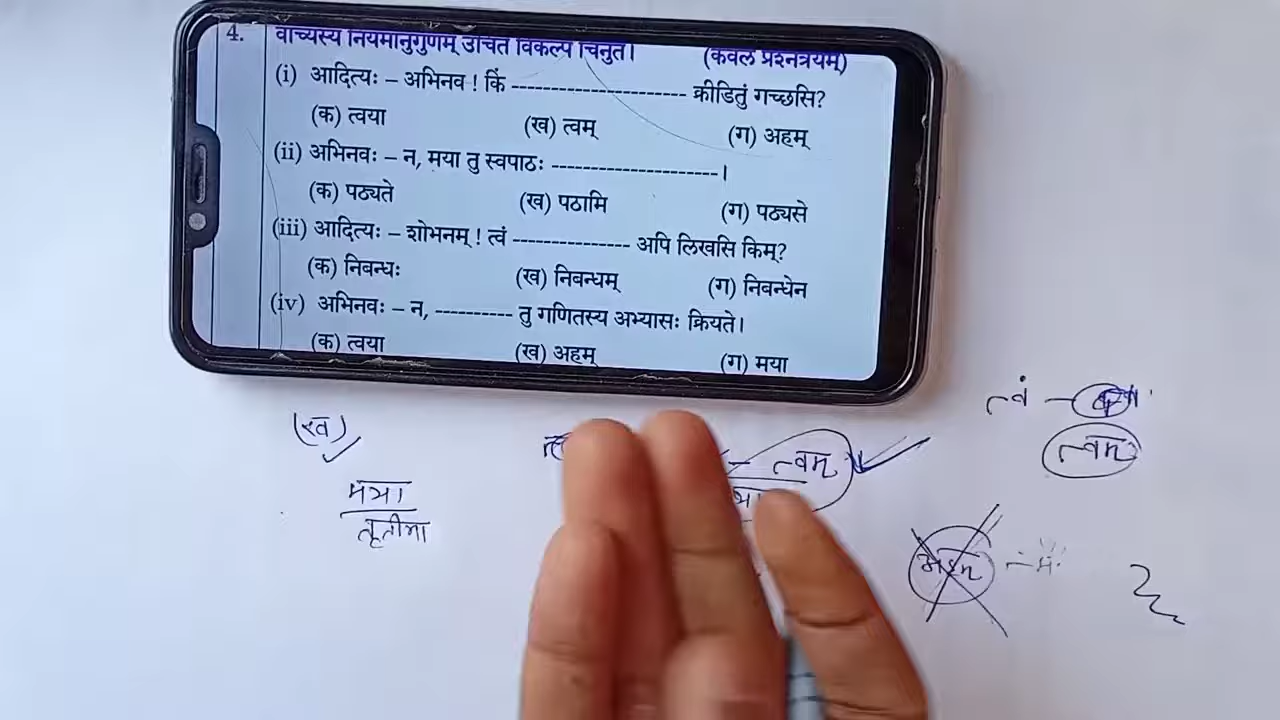 4. वाच्यस्य नियमानुगुणम् उचितं विकल्पं चिनुत। (केवलं प्रश्नत्रयम्)
(i) आदित्यः – अभिनव ! किं ---------------------- क्रीडितुं गच्छसि?
(क) त्वया (ख) त्वम् (ग) अहम्
(ii) अभिनवः – न, मया तु स्वपाठः ---------------------।
(क) पठ्यते (ख) पठामि (ग) पठ्यसे
(iii) आदित्यः – शोभनम् ! त्वं --------------- अपि लिखसि किम्?
(क) निबन्धः (ख) निबन्धम् (ग) निबन्धेन
(iv) अभिनवः – न, ---------- तु गणितस्य अभ्यासः क्रियते।
(क) त्वया (ख) अहम् (ग) मया
त्वं –
(ख) – त्वम् त्वम्
मया
तृतीया अहम्